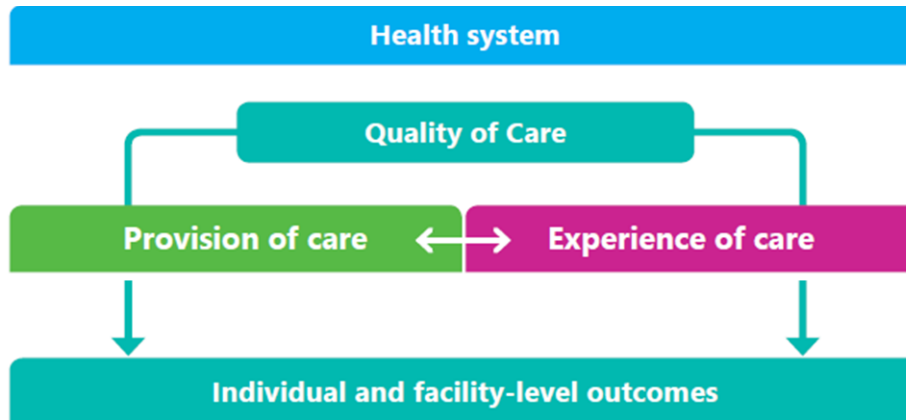 Health system
Quality of Care
Provision of care
Experience of care
Individual and facility-level outcomes